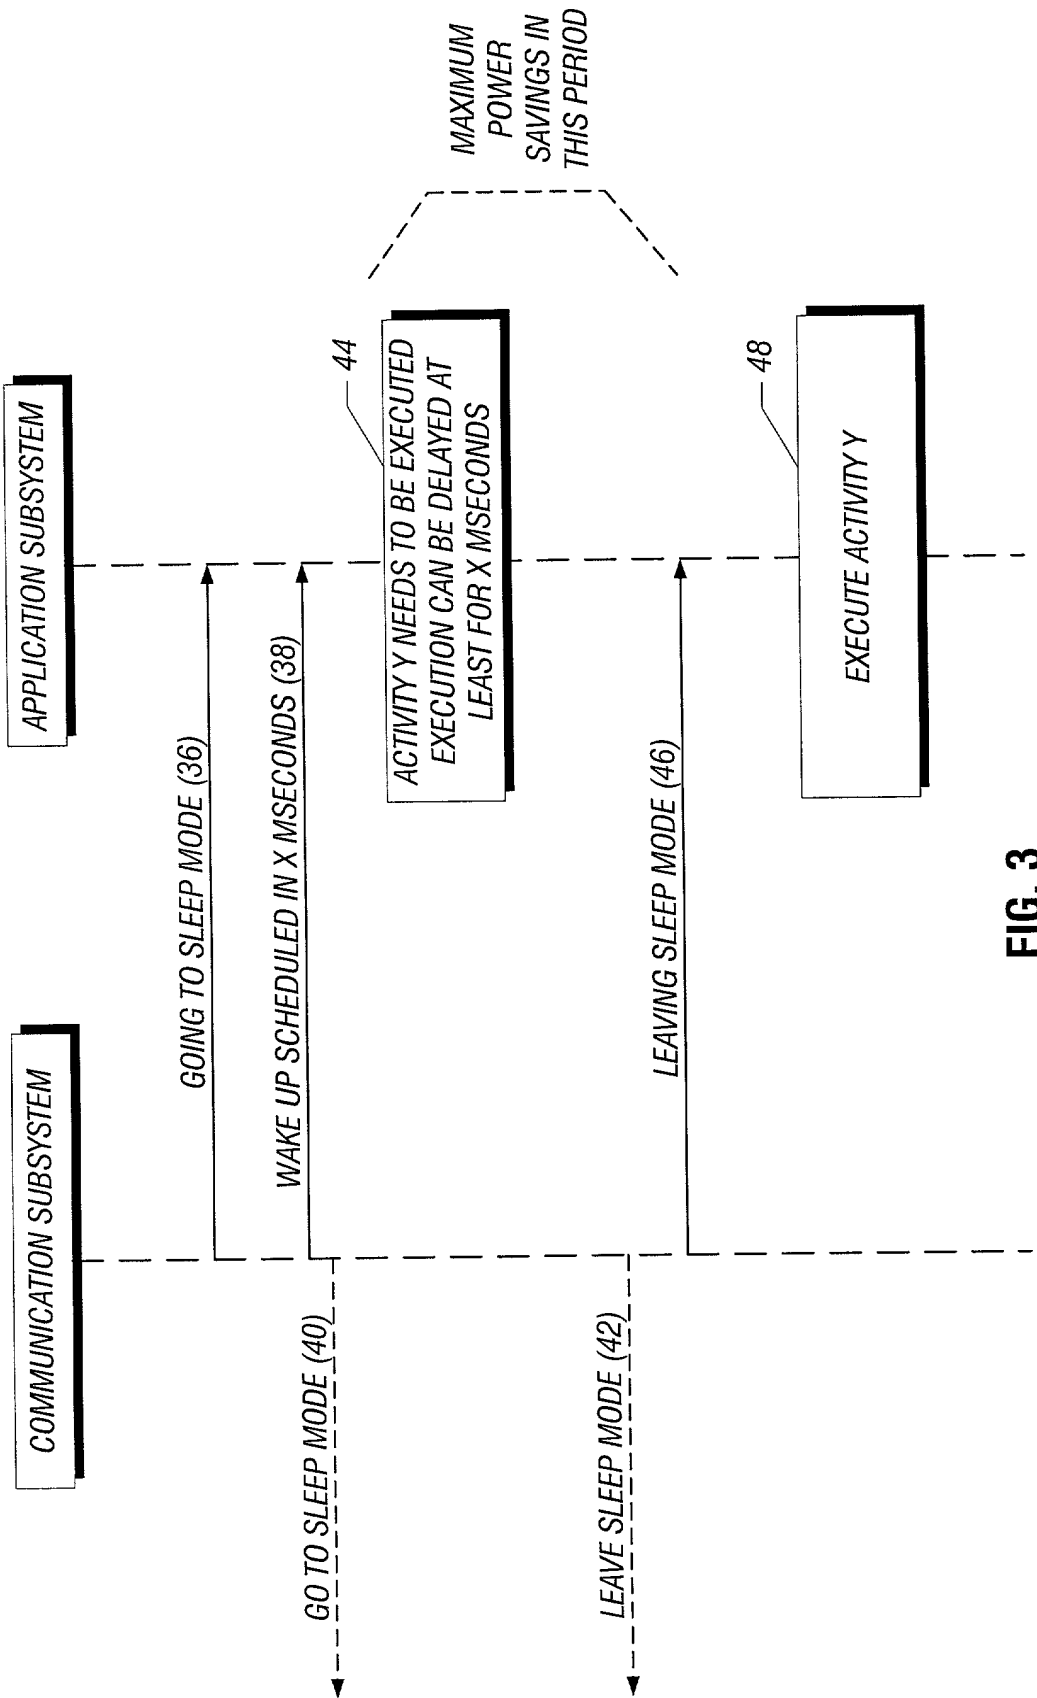 COMMUNICATION SUBSYSTEM
APPLICATION SUBSYSTEM
GOING TO SLEEP MODE (36)
WAKE UP SCHEDULED IN X MSECONDS (38)
GO TO SLEEP MODE (40)
44
ACTIVITY Y NEEDS TO BE EXECUTED
EXECUTION CAN BE DELAYED AT
LEAST FOR X MSECONDS
MAXIMUM
POWER
SAVINGS IN
THIS PERIOD
LEAVE SLEEP MODE (42)
LEAVING SLEEP MODE (46)
48
EXECUTE ACTIVITY Y
FIG. 3